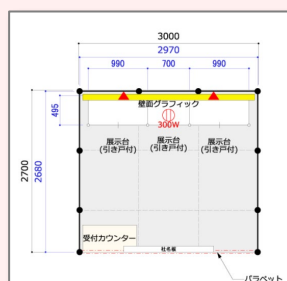 3000
2970
990 700 990
壁面グラフィック
495
300W
展示台
(引き戸付)
展示台
(引き戸付)
展示台
(引き戸付)
2700
2680
受付カウンター
社名板
パラペット